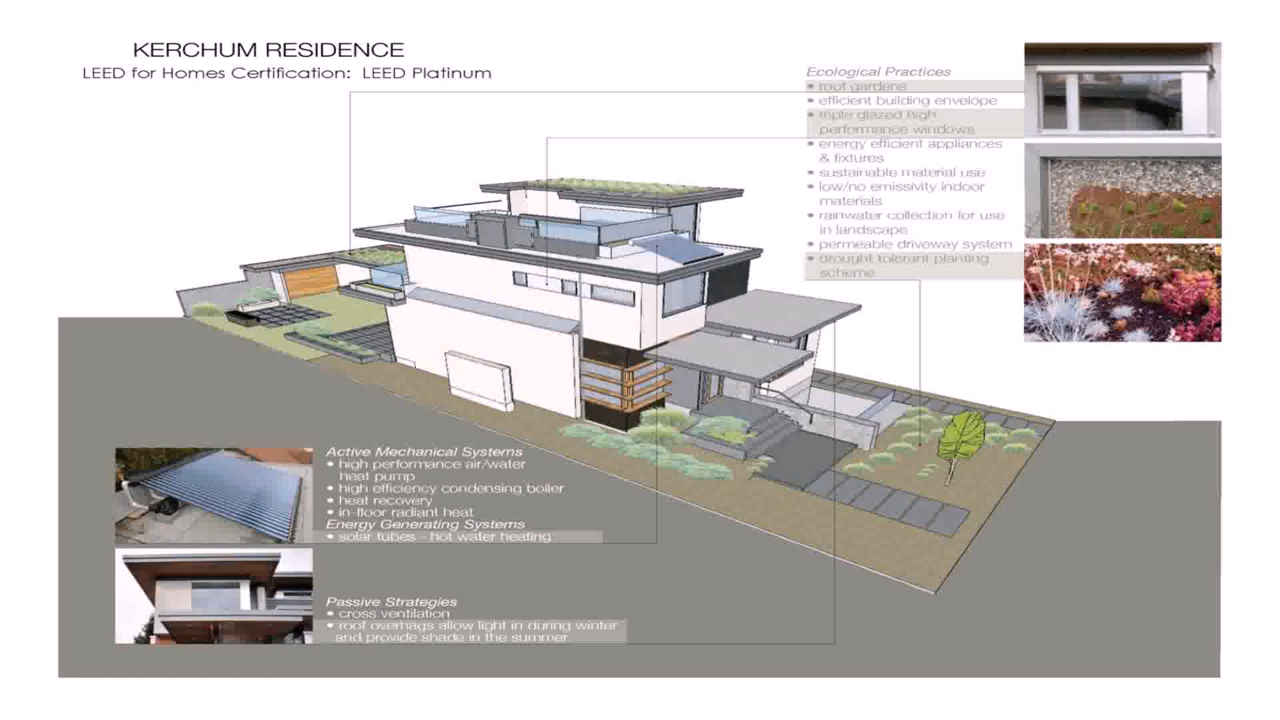 KERCHUM RESIDENCE
LEED for Homes Certification: LEED Platinum
Ecological Practices
• roof gardens
• efficient building envelope
• triple glazed high
performance windows
• energy efficient appliances
& fixtures
• sustainable material use
• low/no emissivity indoor
materials
• rainwater collection for use
in landscape
• permeable driveway system
• drought tolerant planting
scheme
Active Mechanical Systems
• high performance air/water
heat pump
• high efficiency condensing boiler
• heat recovery
• in-floor radiant heat
Energy Generating Systems
• solar tubes - hot water heating
Passive Strategies
• cross ventilation
• roof overhags allow light in during winter
and provide shade in the summer